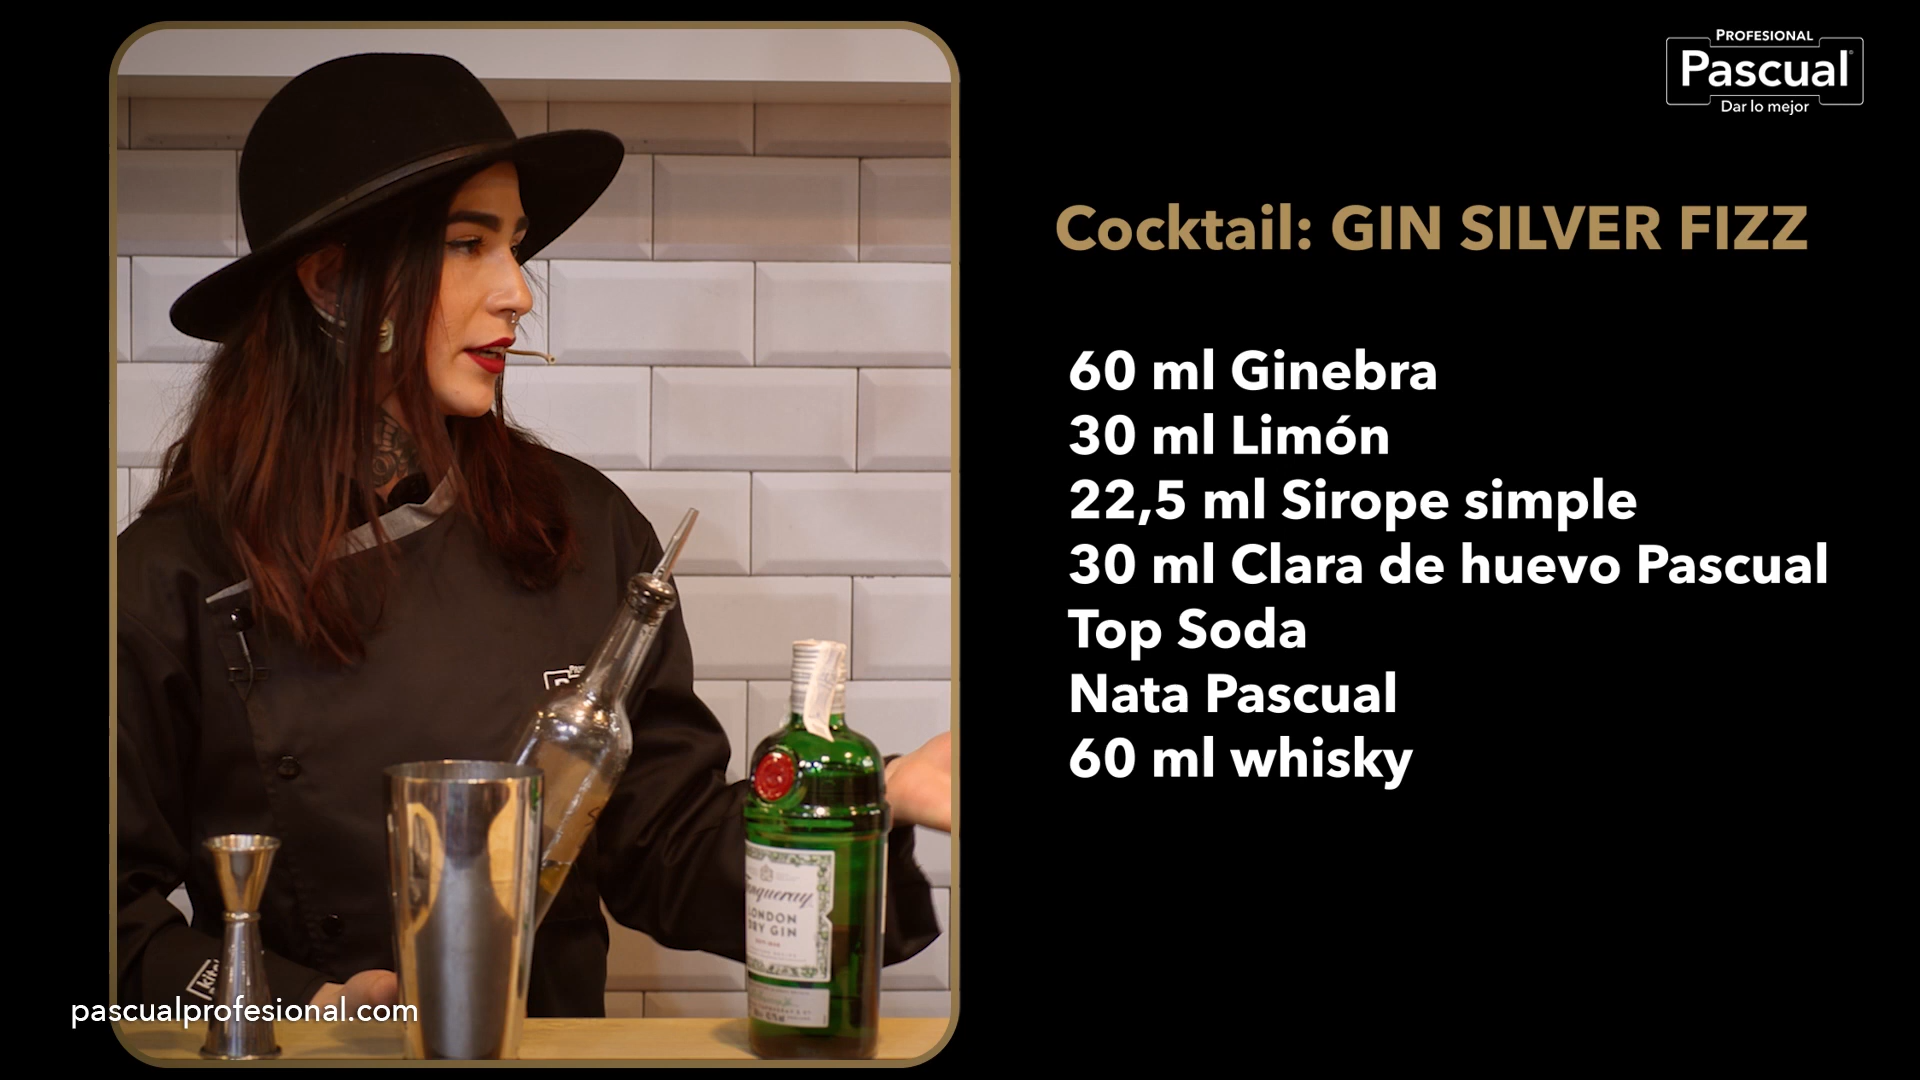 PROFESIONAL
Pascual
Dar lo mejor
Cocktail: GIN SILVER FIZZ
60 ml Ginebra
30 ml Limón
22,5 ml Sirope simple
30 ml Clara de huevo Pascual
Top Soda
Nata Pascual
60 ml whisky
Tanqueray
LONDON
DRY GIN
pascualprofesional.com